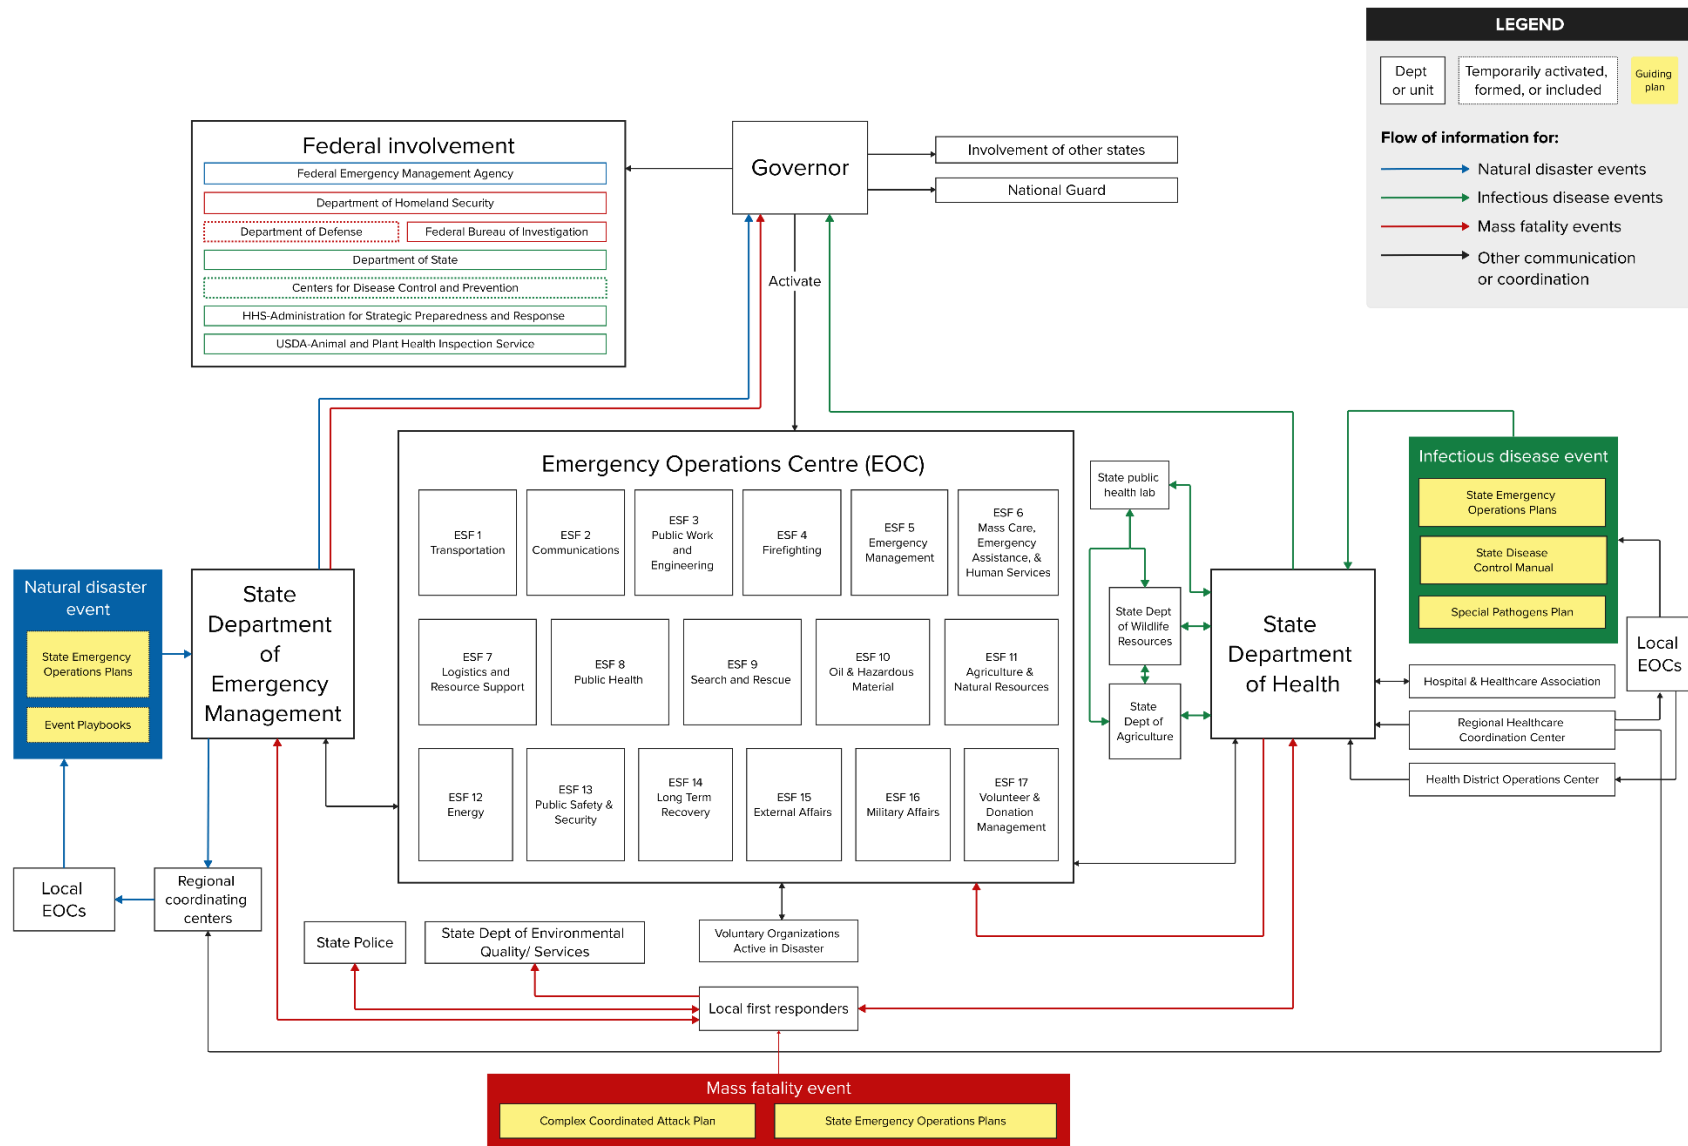 LEGEND
Dept
or unit
Temporarily activated,
formed, or included
Guiding
plan
Flow of information for:
Natural disaster events
Infectious disease events
Mass fatality events
Other communication
or coordination
Federal involvement
Federal Emergency Management Agency
Department of Homeland Security
Department of Defense
Federal Bureau of Investigation
Department of State
Centers for Disease Control and Prevention
HHS-Administration for Strategic Preparedness and Response
USDA-Animal and Plant Health Inspection Service
Governor
Involvement of other states
National Guard
Activate
Emergency Operations Centre (EOC)
ESF 1
Transportation
ESF 2
Communications
ESF 3
Public Work
and
Engineering
ESF 4
Firefighting
ESF 5
Emergency
Management
ESF 6
Mass Care,
Emergency
Assistance, &
Human Services
ESF 7
Logistics and
Resource Support
ESF 8
Public Health
ESF 9
Search and Rescue
ESF 10
Oil & Hazardous
Material
ESF 11
Agriculture &
Natural Resources
ESF 12
Energy
ESF 13
Public Safety &
Security
ESF 14
Long Term
Recovery
ESF 15
External Affairs
ESF 16
Military Affairs
ESF 17
Volunteer &
Donation
Management
Natural disaster
event
State Emergency
Operations Plans
Event Playbooks
State
Department
of
Emergency
Management
Local
EOCs
Regional
coordinating
centers
State public
health lab
State Dept
of Wildlife
Resources
State
Dept of
Agriculture
State
Department
of Health
Infectious disease event
State Emergency
Operations Plans
State Disease
Control Manual
Special Pathogens Plan
Local
EOCs
Hospital & Healthcare Association
Regional Healthcare
Coordination Center
Health District Operations Center
State Police
State Dept of Environmental
Quality/ Services
Voluntary Organizations
Active in Disaster
Local first responders
Mass fatality event
Complex Coordinated Attack Plan
State Emergency Operations Plans